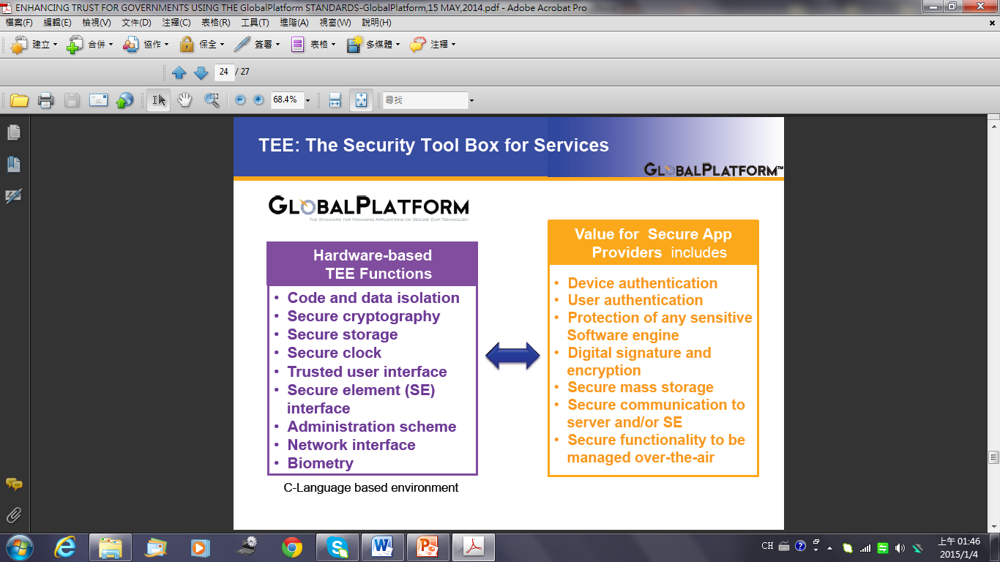 ENHANCING TRUST FOR GOVERNMENTS USING THE GlobalPlatform STANDARDS-GlobalPlatform,15 MAY,2014.pdf - Adobe Acrobat Pro
檔案(F) 編輯(E) 檢視(V) 文件(D) 注釋(C) 表格(R) 工具(T) 進階(A) 視窗(W) 說明(H)
建立 合併 協作 保全 簽署 表格 多媒體 注釋
24 / 27
68.4% 尋找
TEE: The Security Tool Box for Services
GLOBALPLATFORM™
GLOBALPLATFORM
THE STANDARD FOR MANAGING APPLICATIONS ON SECURE CHIP TECHNOLOGY
Hardware-based
TEE Functions
• Code and data isolation
• Secure cryptography
• Secure storage
• Secure clock
• Trusted user interface
• Secure element (SE)
interface
• Administration scheme
• Network interface
• Biometry
C-Language based environment
Value for Secure App
Providers includes
• Device authentication
• User authentication
• Protection of any sensitive
Software engine
• Digital signature and
encryption
• Secure mass storage
• Secure communication to
server and/or SE
• Secure functionality to be
managed over-the-air
CH
上午 01:46
2015/1/4